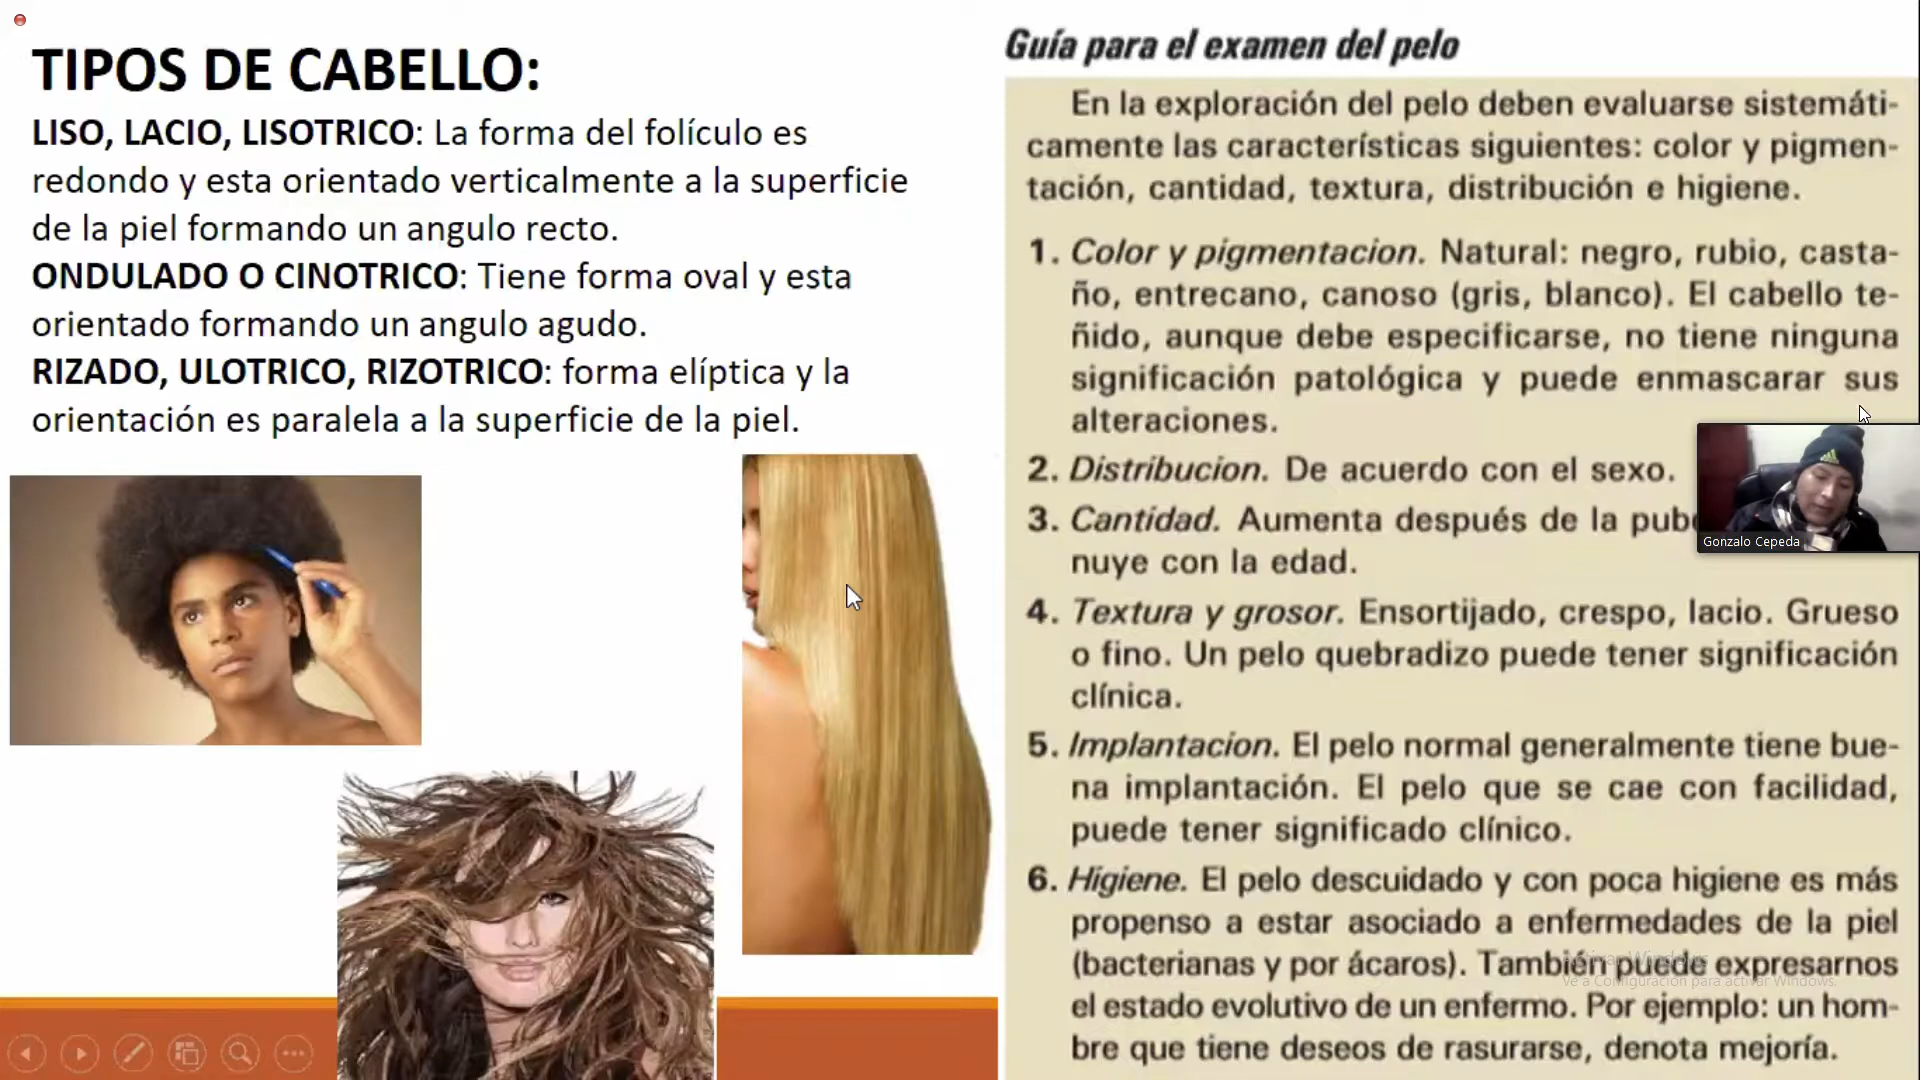 TIPOS DE CABELLO:
LISO, LACIO, LISOTRICO: La forma del folículo es
redondo y esta orientado verticalmente a la superficie
de la piel formando un angulo recto.
ONDULADO O CINOTRICO: Tiene forma oval y esta
orientado formando un angulo agudo.
RIZADO, ULOTRICO, RIZOTRICO: forma elíptica y la
orientación es paralela a la superficie de la piel.
Guía para el examen del pelo
En la exploración del pelo deben evaluarse sistemáti-
camente las características siguientes: color y pigmen-
tación, cantidad, textura, distribución e higiene.
1. Color y pigmentacion. Natural: negro, rubio, casta-
ño, entrecano, canoso (gris, blanco). El cabello te-
ñido, aunque debe especificarse, no tiene ninguna
significación patológica y puede enmascarar sus
alteraciones.
2. Distribucion. De acuerdo con el sexo.
3. Cantidad. Aumenta después de la
nuye con la edad.
4. Textura y grosor. Ensortijado, crespo, lacio. Grueso
o fino. Un pelo quebradizo puede tener significación
clínica.
5. Implantacion. El pelo normal generalmente tiene bue-
na implantación. El pelo que se cae con facilidad,
puede tener significado clínico.
6. Higiene. El pelo descuidado y con poca higiene es más
propenso a estar asociado a enfermedades de la piel
(bacterianas y por ácaros). También puede expresarnos
el estado evolutivo de un enfermo. Por ejemplo: un hom-
bre que tiene deseos de rasurarse, denota mejoría.
Gonzalo Cepeda
Activar Windows
Ve a Configuración para activar Windows.